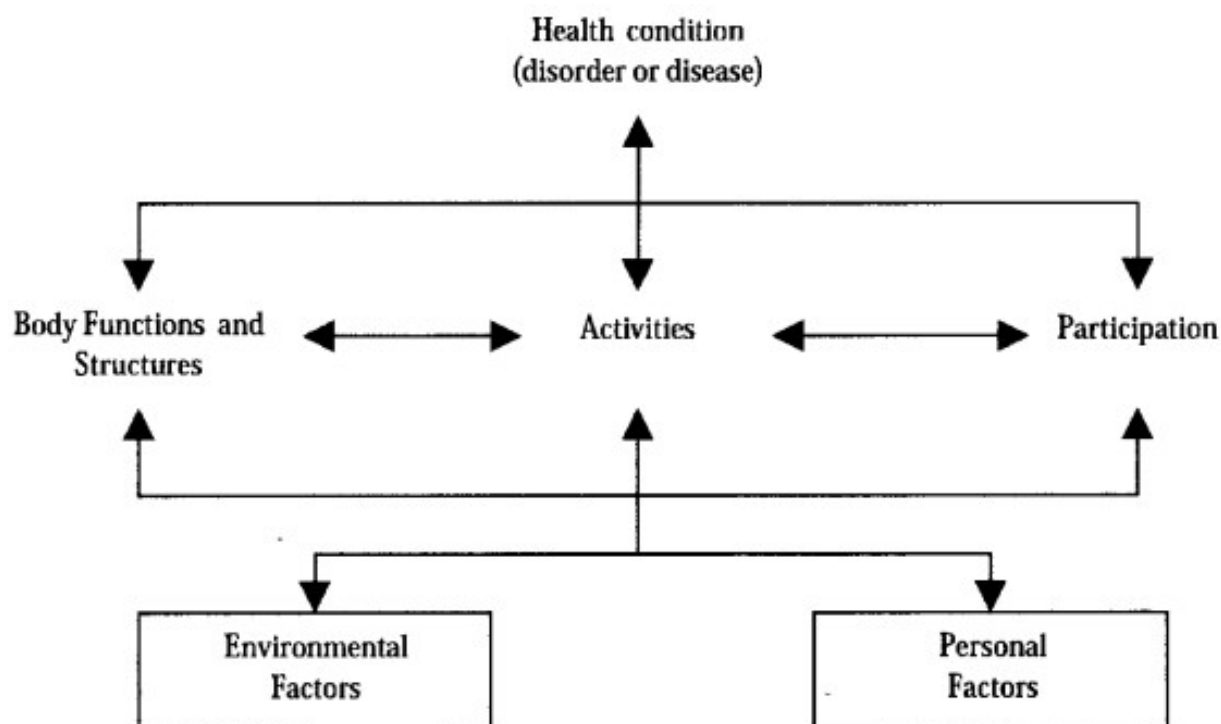 Health condition
(disorder or disease)
Body Functions and
Structures
Activities
Participation
Environmental
Factors
Personal
Factors